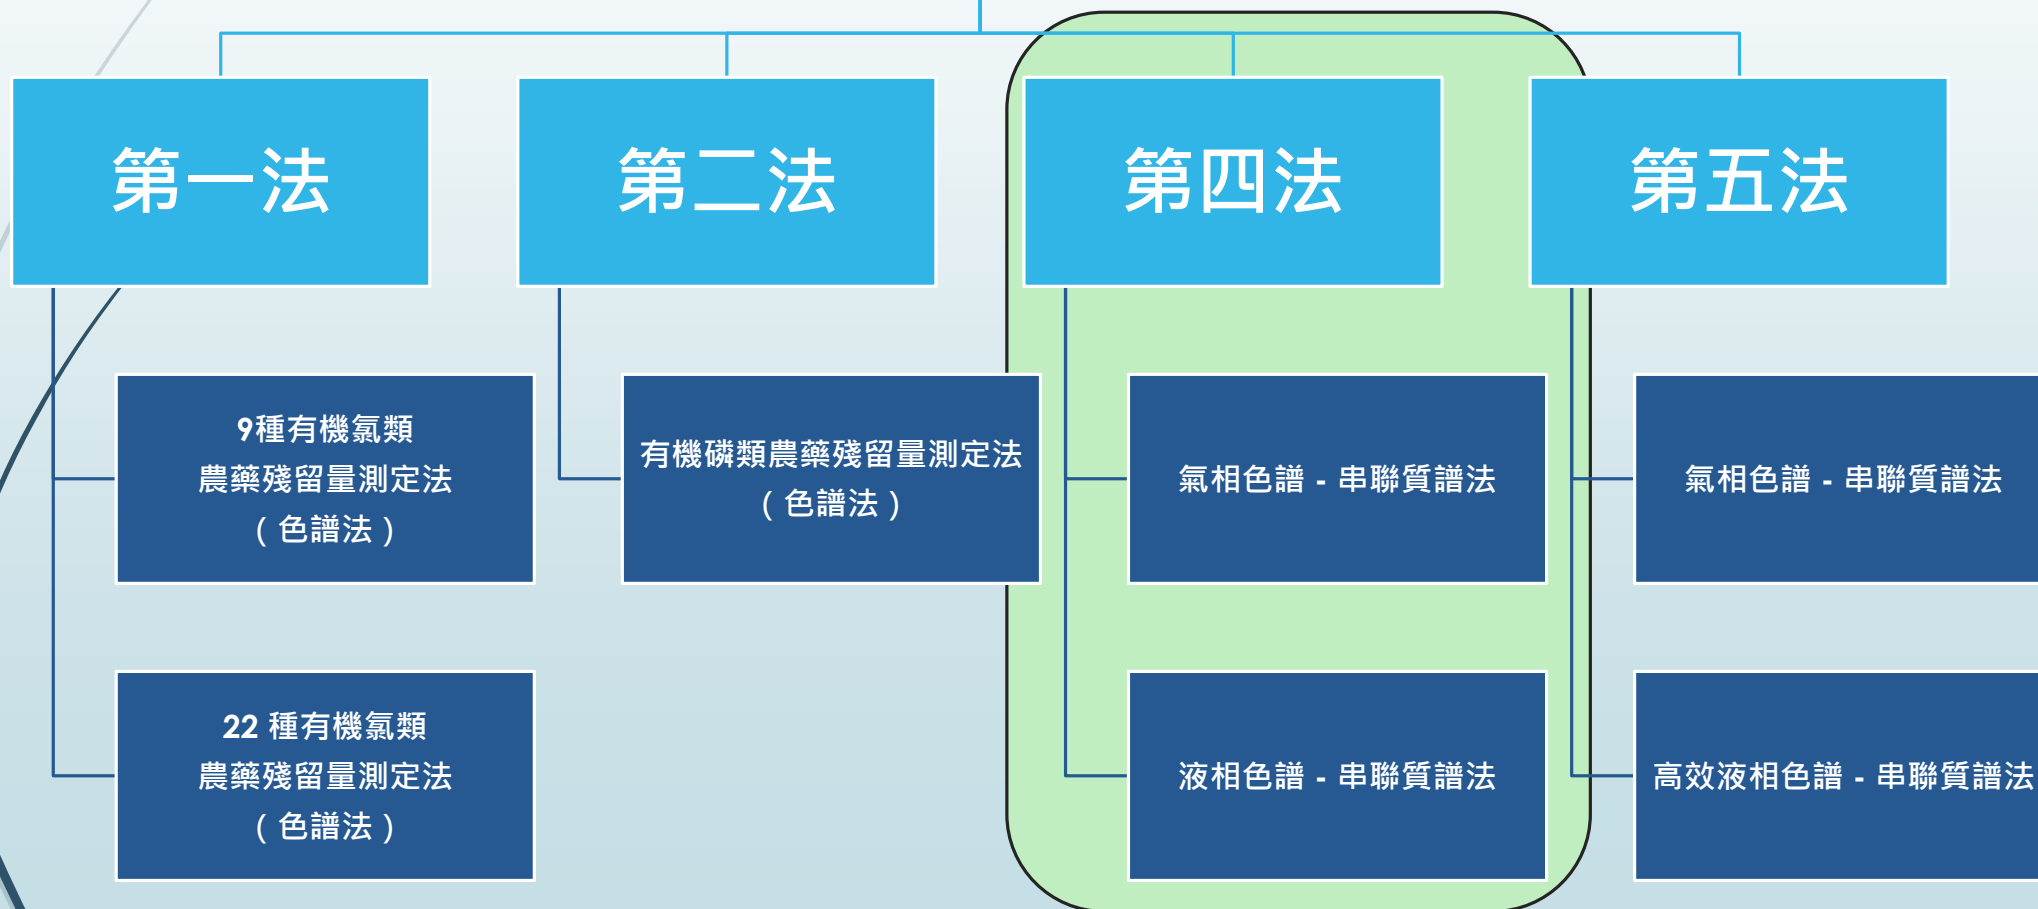 第一法
第二法
第四法
第五法
9種有機氯類
農藥殘留量測定法
(色譜法)
有機磷類農藥殘留量測定法
(色譜法)
氣相色譜 - 串聯質譜法
氣相色譜 - 串聯質譜法
22 種有機氯類
農藥殘留量測定法
(色譜法)
液相色譜 - 串聯質譜法
高效液相色譜 - 串聯質譜法